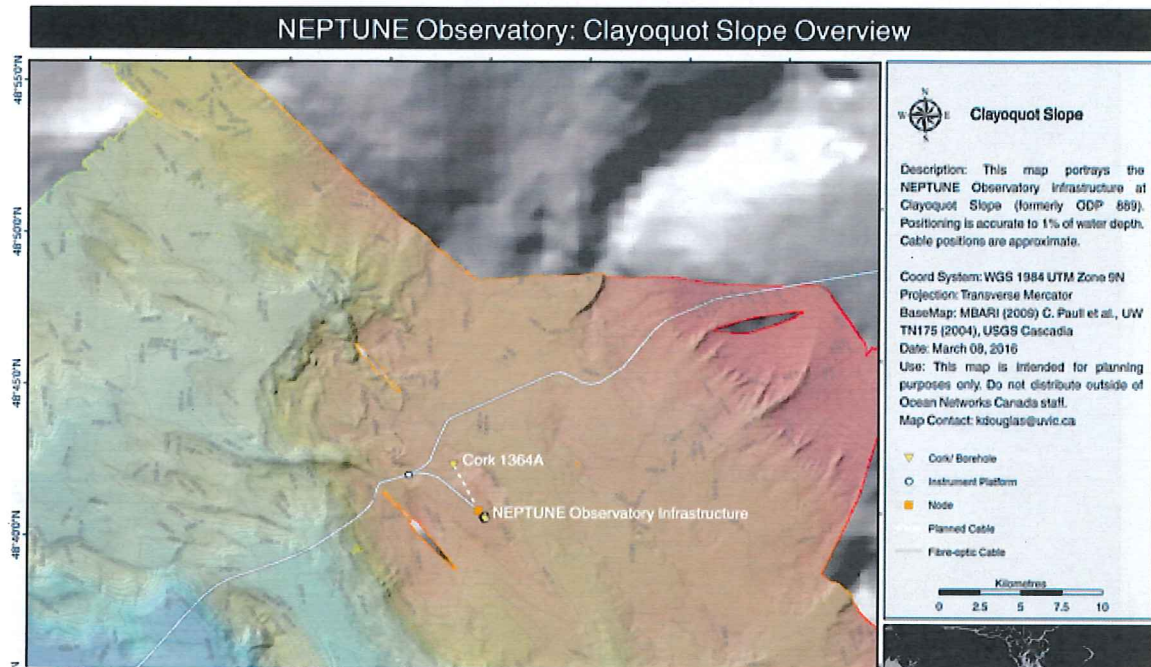 NEPTUNE Observatory: Clayoquot Slope Overview
48°55'0"N
48°50'0"N
48°45'0"N
48°40'0"N
Cork 1364A
NEPTUNE Observatory Infrastructure
N
W E
S
Clayoquot Slope
Description: This map portrays the
NEPTUNE Observatory Infrastructure at
Clayoquot Slope (formerly ODP 889).
Positioning is accurate to 1% of water depth.
Cable positions are approximate.
Coord System: WGS 1984 UTM Zone 9N
Projection: Transverse Mercator
BaseMap: MBARI (2009) C. Paull et al., UW
TN175 (2004), USGS Cascadia
Date: March 08, 2016
Use: This map is intended for planning
purposes only. Do not distribute outside of
Ocean Networks Canada staff.
Map Contact: kdouglas@uvic.ca
Cork/ Borehole
Instrument Platform
Node
Planned Cable
Fibre-optic Cable
Kilometres
0 2.5 5 7.5 10